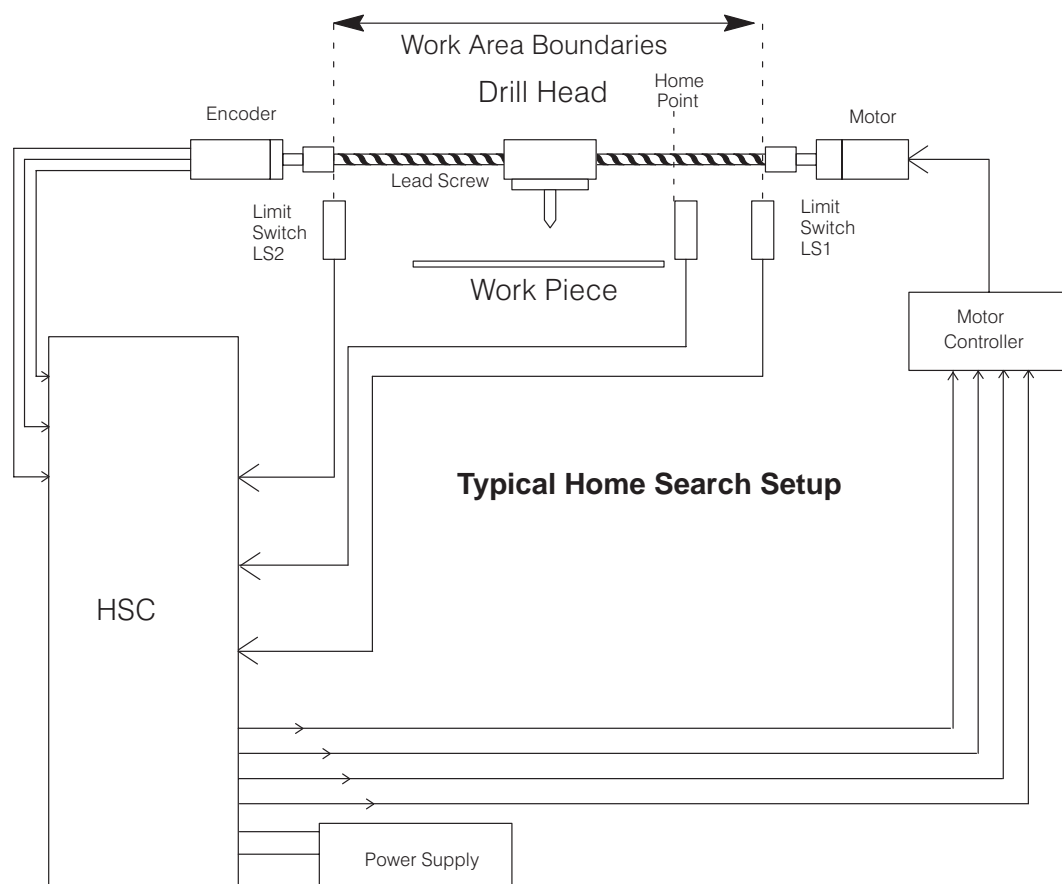 Work Area Boundaries
Drill Head
Home
Point
Encoder
Motor
Lead Screw
Limit
Switch
LS2
Limit
Switch
LS1
Work Piece
Motor
Controller
Typical Home Search Setup
HSC
Power Supply